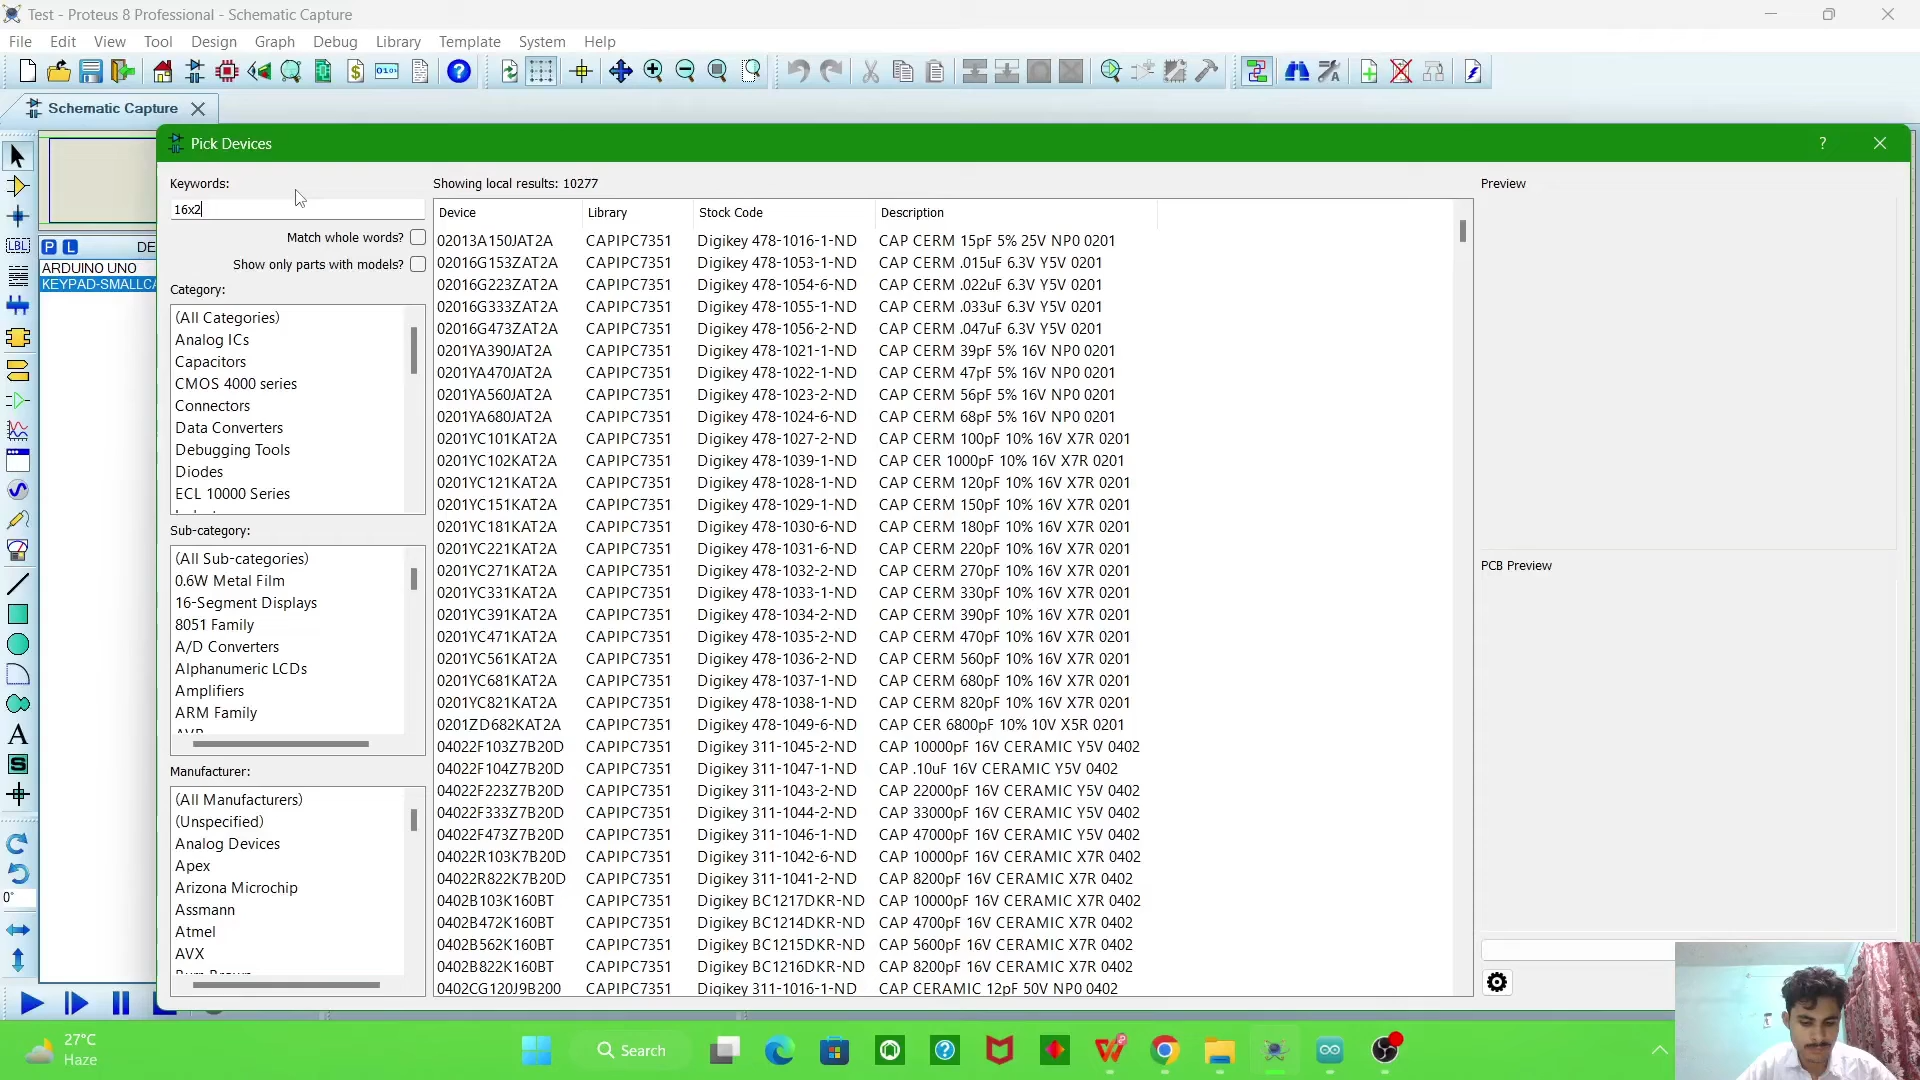 Test - Proteus 8 Professional - Schematic Capture
File Edit View Tool Design Graph Debug Library Template System Help
Schematic Capture
Pick Devices
Keywords:
16x2
Match whole words?
Show only parts with models?
Category:
(All Categories)
Analog ICs
Capacitors
CMOS 4000 series
Connectors
Data Converters
Debugging Tools
Diodes
ECL 10000 Series
Sub-category:
(All Sub-categories)
0.6W Metal Film
16-Segment Displays
8051 Family
A/D Converters
Alphanumeric LCDs
Amplifiers
ARM Family
Manufacturer:
(All Manufacturers)
(Unspecified)
Analog Devices
Apex
Arizona Microchip
Assmann
Atmel
AVX
P L DE
ARDUINO UNO
KEYPAD-SMALLCA
LBL
A
S
0°
Showing local results: 10277
Device Library Stock Code Description
02013A150JAT2A CAPIPC7351 Digikey 478-1016-1-ND CAP CERM 15pF 5% 25V NP0 0201
02016G153ZAT2A CAPIPC7351 Digikey 478-1053-1-ND CAP CERM .015uF 6.3V Y5V 0201
02016G223ZAT2A CAPIPC7351 Digikey 478-1054-6-ND CAP CERM .022uF 6.3V Y5V 0201
02016G333ZAT2A CAPIPC7351 Digikey 478-1055-1-ND CAP CERM .033uF 6.3V Y5V 0201
02016G473ZAT2A CAPIPC7351 Digikey 478-1056-2-ND CAP CERM .047uF 6.3V Y5V 0201
0201YA390JAT2A CAPIPC7351 Digikey 478-1021-1-ND CAP CERM 39pF 5% 16V NP0 0201
0201YA470JAT2A CAPIPC7351 Digikey 478-1022-1-ND CAP CERM 47pF 5% 16V NP0 0201
0201YA560JAT2A CAPIPC7351 Digikey 478-1023-2-ND CAP CERM 56pF 5% 16V NP0 0201
0201YA680JAT2A CAPIPC7351 Digikey 478-1024-6-ND CAP CERM 68pF 5% 16V NP0 0201
0201YC101KAT2A CAPIPC7351 Digikey 478-1027-2-ND CAP CERM 100pF 10% 16V X7R 0201
0201YC102KAT2A CAPIPC7351 Digikey 478-1039-1-ND CAP CER 1000pF 10% 16V X7R 0201
0201YC121KAT2A CAPIPC7351 Digikey 478-1028-1-ND CAP CERM 120pF 10% 16V X7R 0201
0201YC151KAT2A CAPIPC7351 Digikey 478-1029-1-ND CAP CERM 150pF 10% 16V X7R 0201
0201YC181KAT2A CAPIPC7351 Digikey 478-1030-6-ND CAP CERM 180pF 10% 16V X7R 0201
0201YC221KAT2A CAPIPC7351 Digikey 478-1031-6-ND CAP CERM 220pF 10% 16V X7R 0201
0201YC271KAT2A CAPIPC7351 Digikey 478-1032-2-ND CAP CERM 270pF 10% 16V X7R 0201
0201YC331KAT2A CAPIPC7351 Digikey 478-1033-1-ND CAP CERM 330pF 10% 16V X7R 0201
0201YC391KAT2A CAPIPC7351 Digikey 478-1034-2-ND CAP CERM 390pF 10% 16V X7R 0201
0201YC471KAT2A CAPIPC7351 Digikey 478-1035-2-ND CAP CERM 470pF 10% 16V X7R 0201
0201YC561KAT2A CAPIPC7351 Digikey 478-1036-2-ND CAP CERM 560pF 10% 16V X7R 0201
0201YC681KAT2A CAPIPC7351 Digikey 478-1037-1-ND CAP CERM 680pF 10% 16V X7R 0201
0201YC821KAT2A CAPIPC7351 Digikey 478-1038-1-ND CAP CERM 820pF 10% 16V X7R 0201
0201ZD682KAT2A CAPIPC7351 Digikey 478-1049-6-ND CAP CER 6800pF 10% 10V X5R 0201
04022F103Z7B20D CAPIPC7351 Digikey 311-1045-2-ND CAP 10000pF 16V CERAMIC Y5V 0402
04022F104Z7B20D CAPIPC7351 Digikey 311-1047-1-ND CAP .10uF 16V CERAMIC Y5V 0402
04022F223Z7B20D CAPIPC7351 Digikey 311-1043-2-ND CAP 22000pF 16V CERAMIC Y5V 0402
04022F333Z7B20D CAPIPC7351 Digikey 311-1044-2-ND CAP 33000pF 16V CERAMIC Y5V 0402
04022F473Z7B20D CAPIPC7351 Digikey 311-1046-1-ND CAP 47000pF 16V CERAMIC Y5V 0402
04022R103K7B20D CAPIPC7351 Digikey 311-1042-6-ND CAP 10000pF 16V CERAMIC X7R 0402
04022R822K7B20D CAPIPC7351 Digikey 311-1041-2-ND CAP 8200pF 16V CERAMIC X7R 0402
0402B103K160BT CAPIPC7351 Digikey BC1217DKR-ND CAP 10000pF 16V CERAMIC X7R 0402
0402B472K160BT CAPIPC7351 Digikey BC1214DKR-ND CAP 4700pF 16V CERAMIC X7R 0402
0402B562K160BT CAPIPC7351 Digikey BC1215DKR-ND CAP 5600pF 16V CERAMIC X7R 0402
0402B822K160BT CAPIPC7351 Digikey BC1216DKR-ND CAP 8200pF 16V CERAMIC X7R 0402
0402CG120J9B200 CAPIPC7351 Digikey 311-1016-1-ND CAP CERAMIC 12pF 50V NP0 0402
Preview
PCB Preview
27°C
Haze
Search